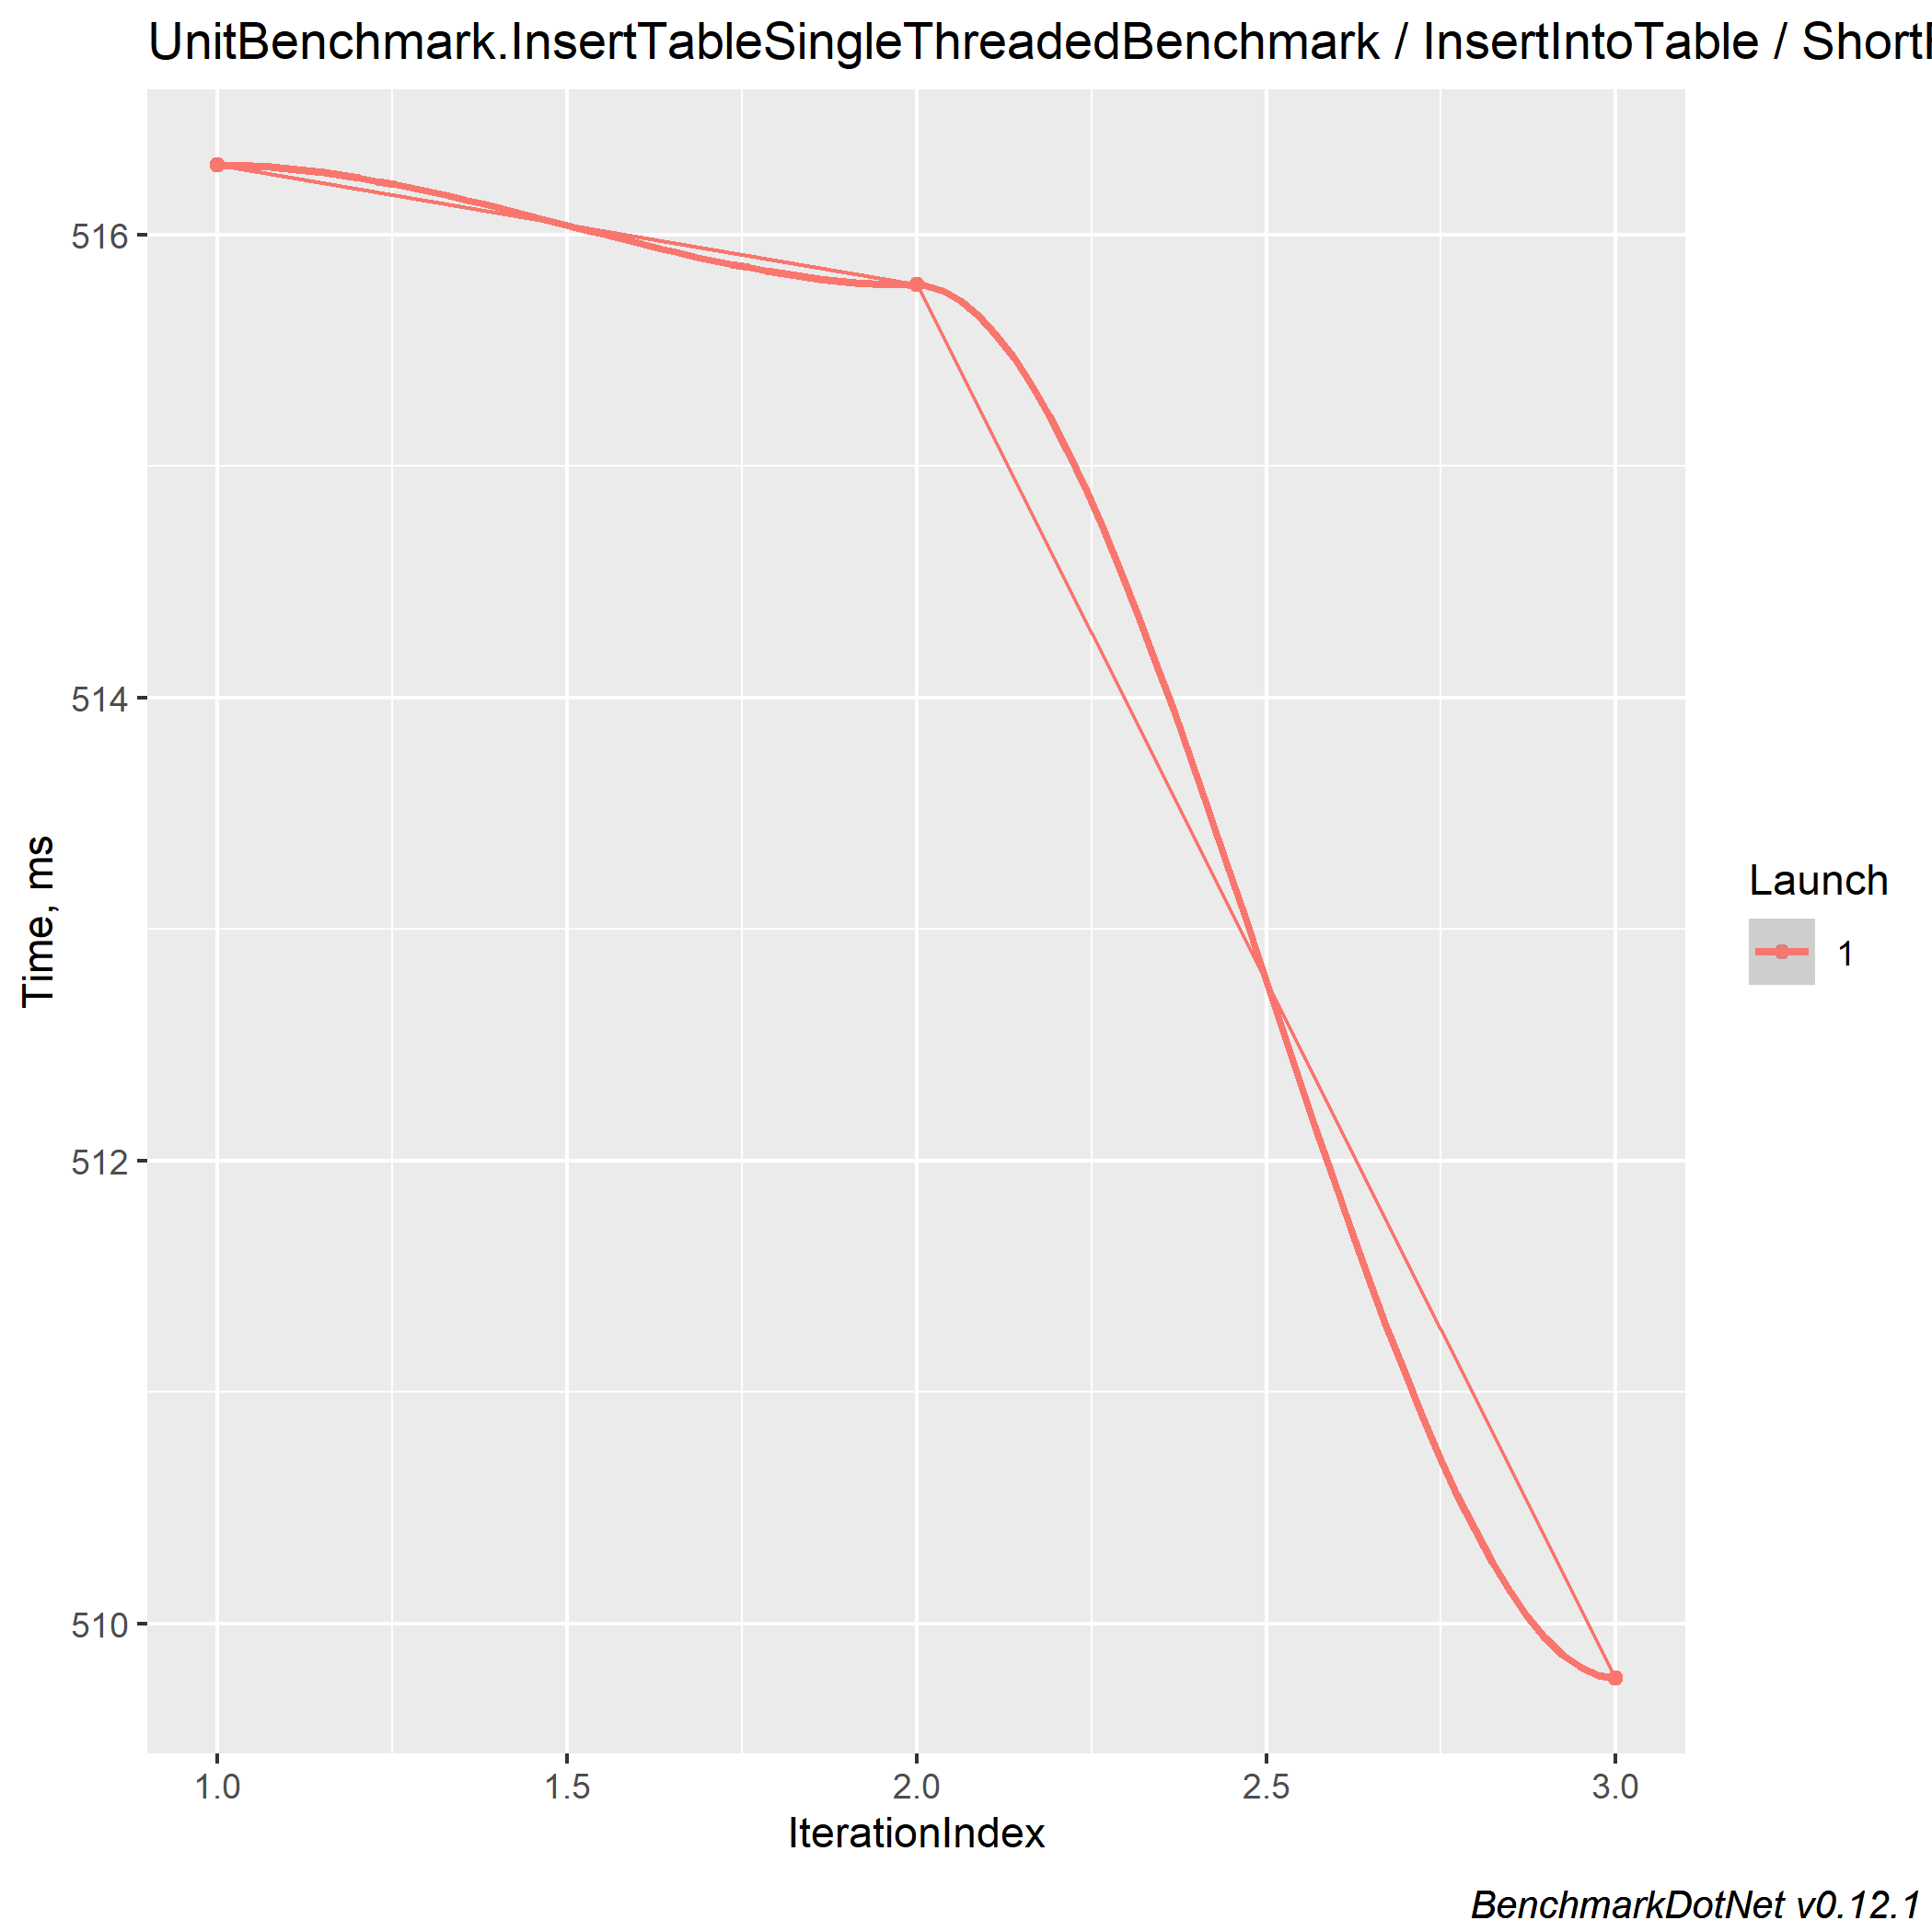 UnitBenchmark.InsertTableSingleThreadedBenchmark / InsertIntoTable / Short
516
514
512
510
Time, ms
1.0 1.5 2.0 2.5 3.0
IterationIndex
Launch
1
BenchmarkDotNet v0.12.1